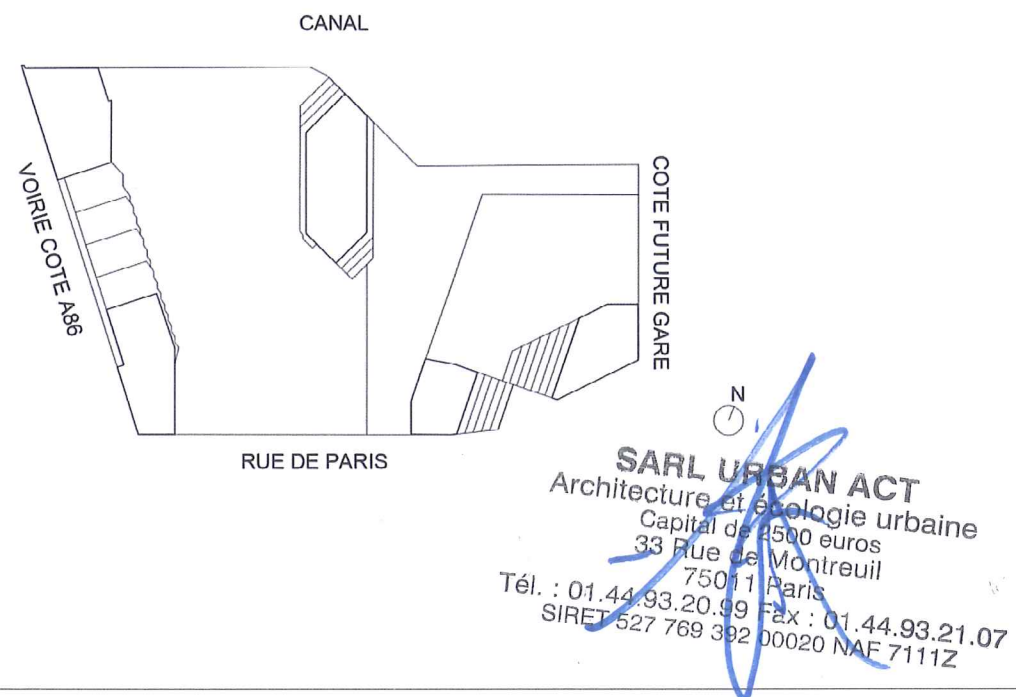 CANAL
VOIRIE COTE A86
COTE FUTURE GARE
RUE DE PARIS
N
SARL URBAN ACT
Architecture et écologie urbaine
Capital de 2500 euros
33 Rue de Montreuil
75011 Paris
Tél. : 01.44.93.20.99 Fax : 01.44.93.21.07
SIRET 527 769 392 00020 NAF 7111Z